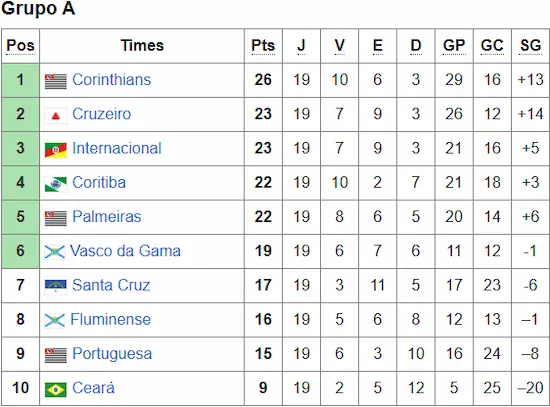 Grupo A
Pos Times Pts J V E D GP GC SG
1 Corinthians 26 19 10 6 3 29 16 +13
2 Cruzeiro 23 19 7 9 3 26 12 +14
3 Internacional 23 19 7 9 3 21 16 +5
4 Coritiba 22 19 10 2 7 21 18 +3
5 Palmeiras 22 19 8 6 5 20 14 +6
6 Vasco da Gama 19 19 6 7 6 11 12 -1
7 Santa Cruz 17 19 3 11 5 17 23 -6
8 Fluminense 16 19 5 6 8 12 13 –1
9 Portuguesa 15 19 6 3 10 16 24 –8
10 Ceará 9 19 2 5 12 5 25 –20